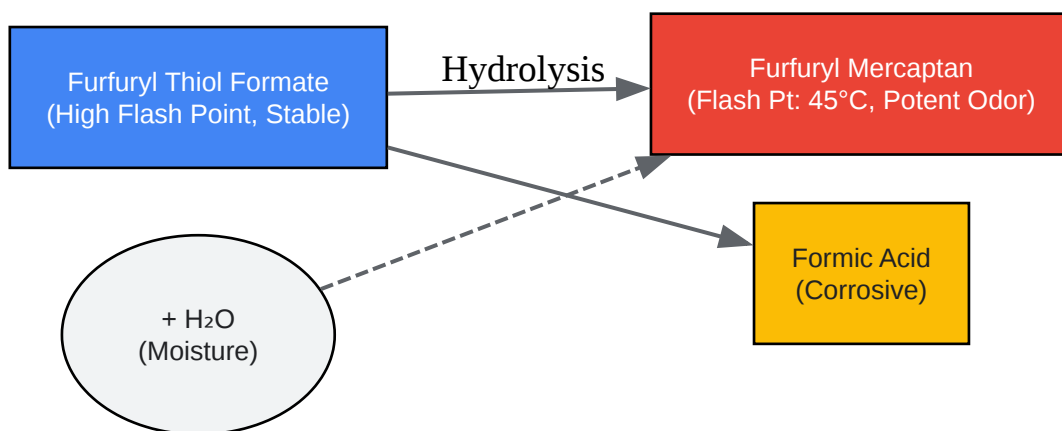 Furfuryl Thiol Formate
(High Flash Point, Stable)
Hydrolysis
Furfuryl Mercaptan
(Flash Pt: 45°C, Potent Odor)
Formic Acid
(Corrosive)
+ H₂O
(Moisture)